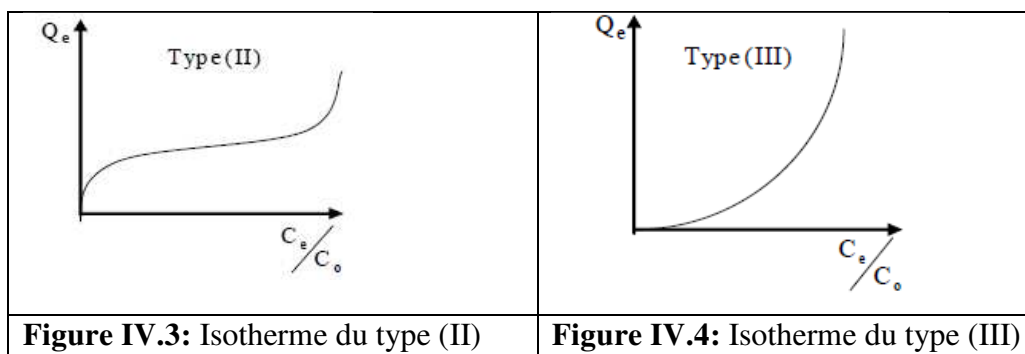 Qe
Type (II)
Ce/Co
Figure IV.3: Isotherme du type (II)
Qe
Type (III)
Ce/Co
Figure IV.4: Isotherme du type (III)